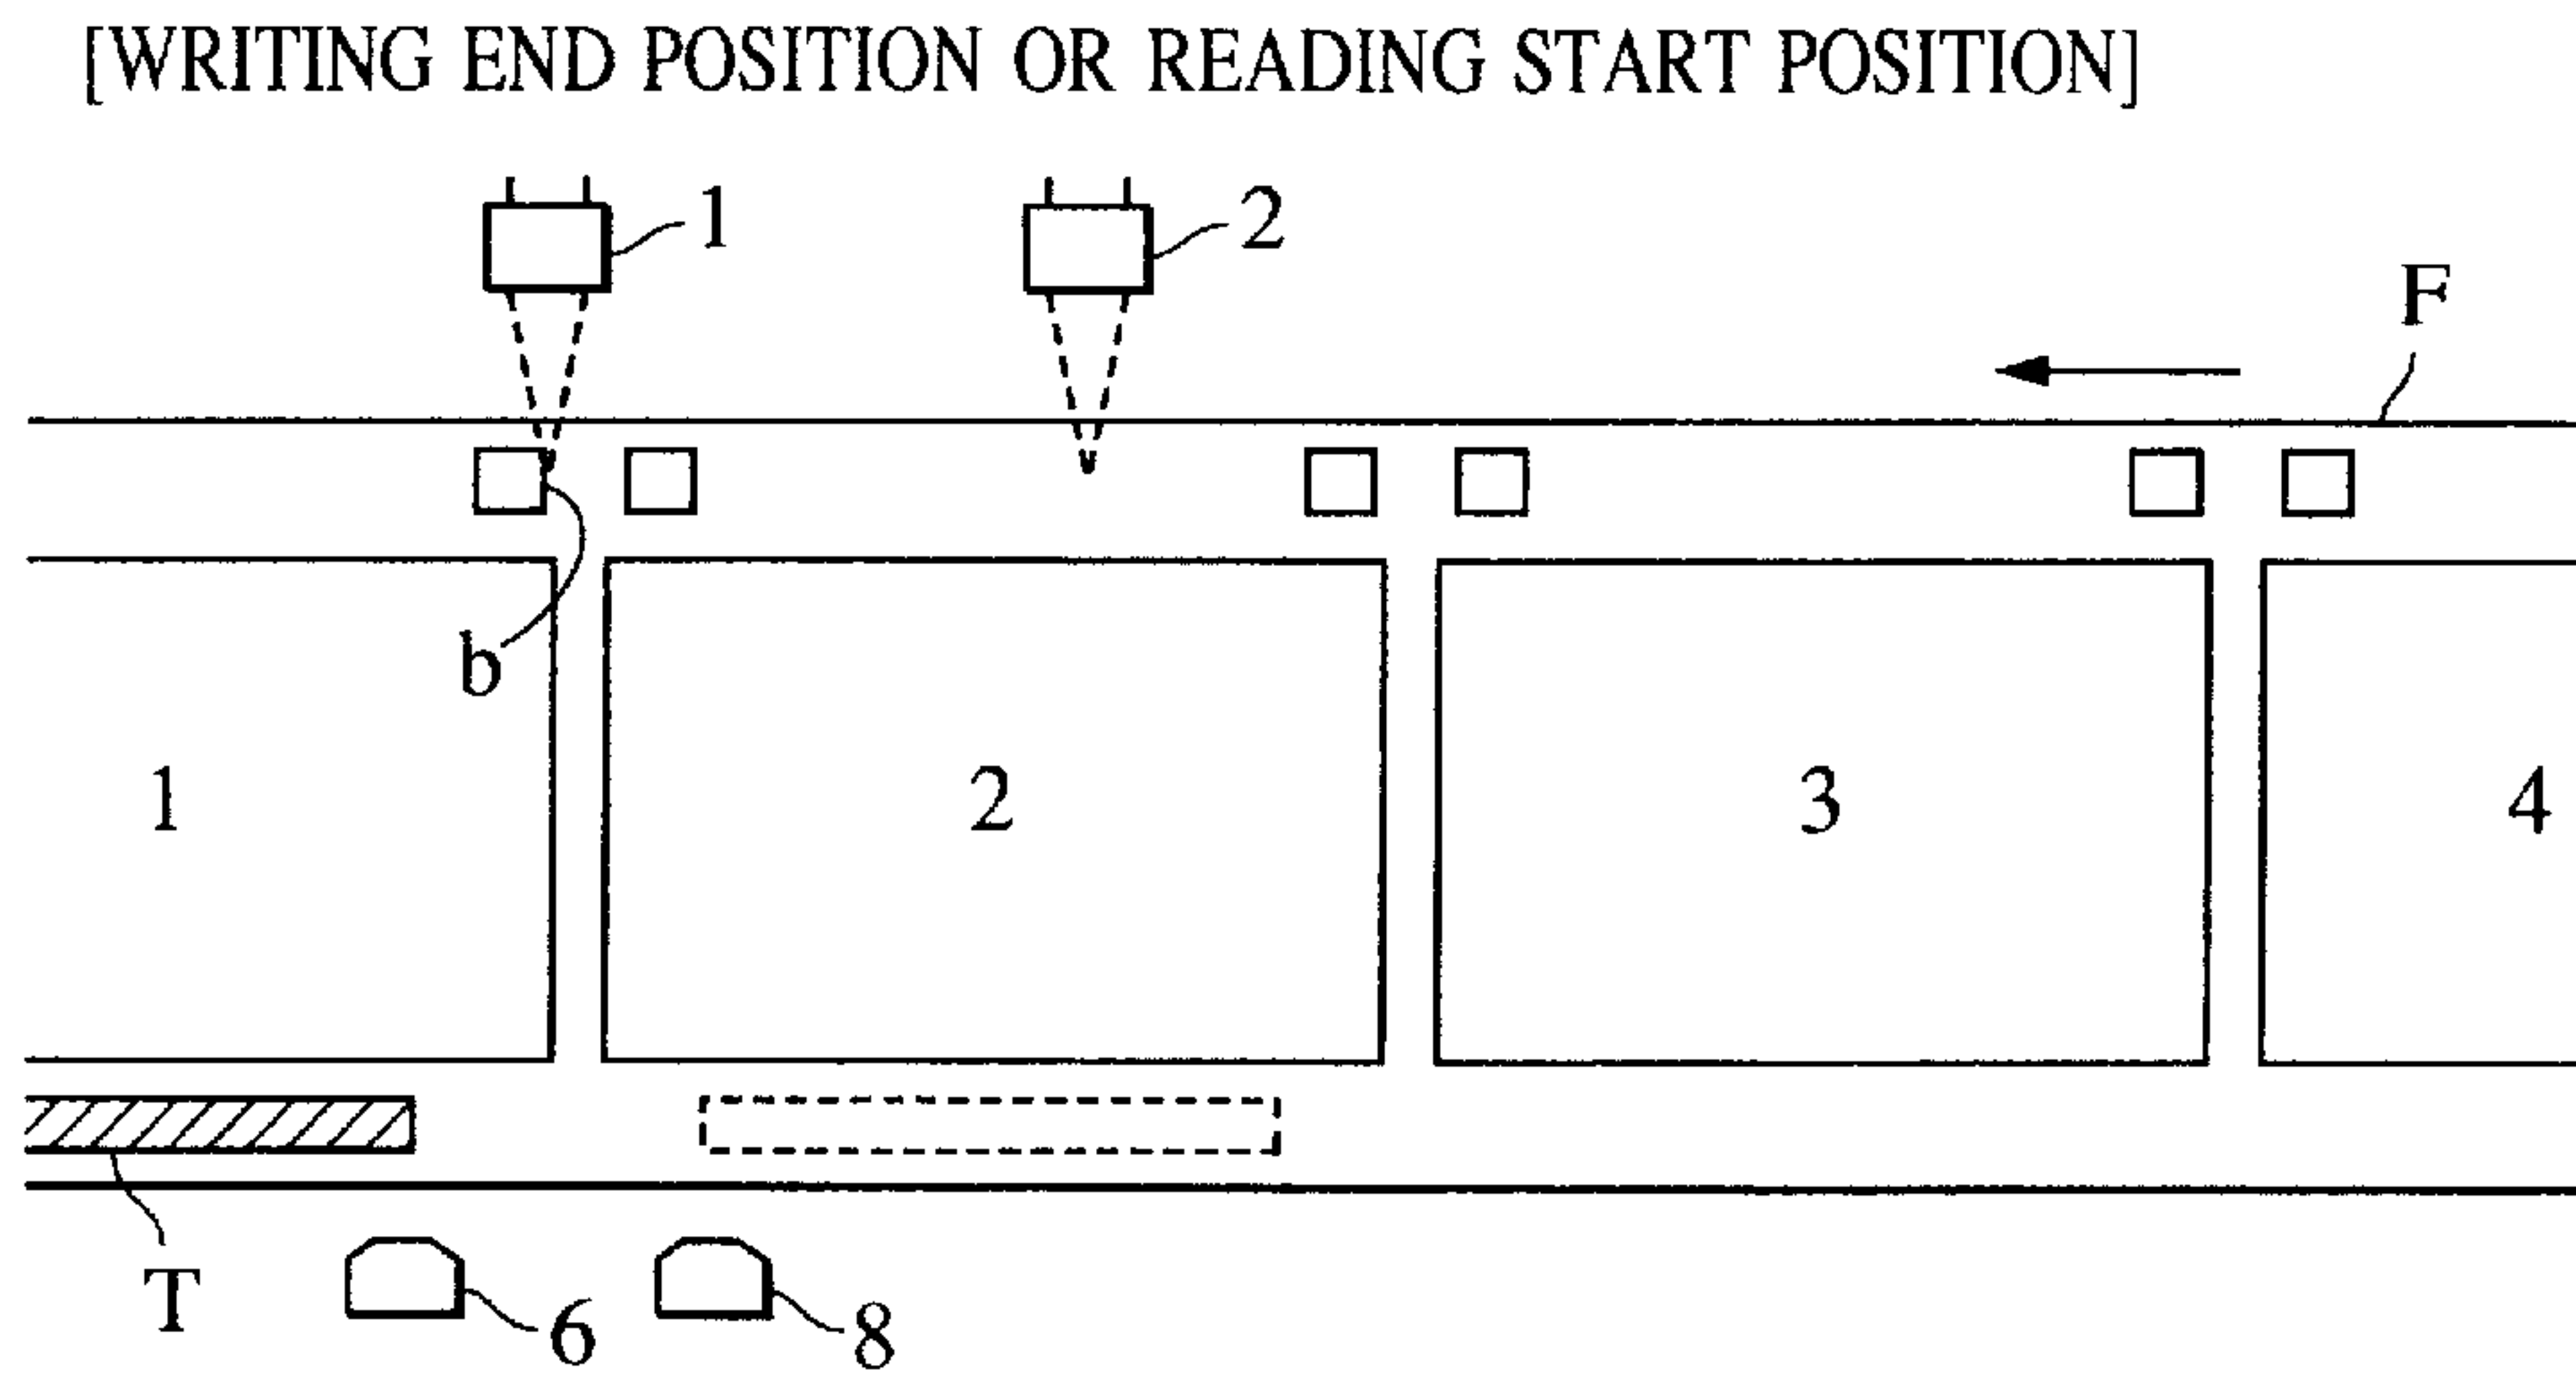 [WRITING END POSITION OR READING START POSITION]
1
2
F
b
1
2
3
4
T
6
8